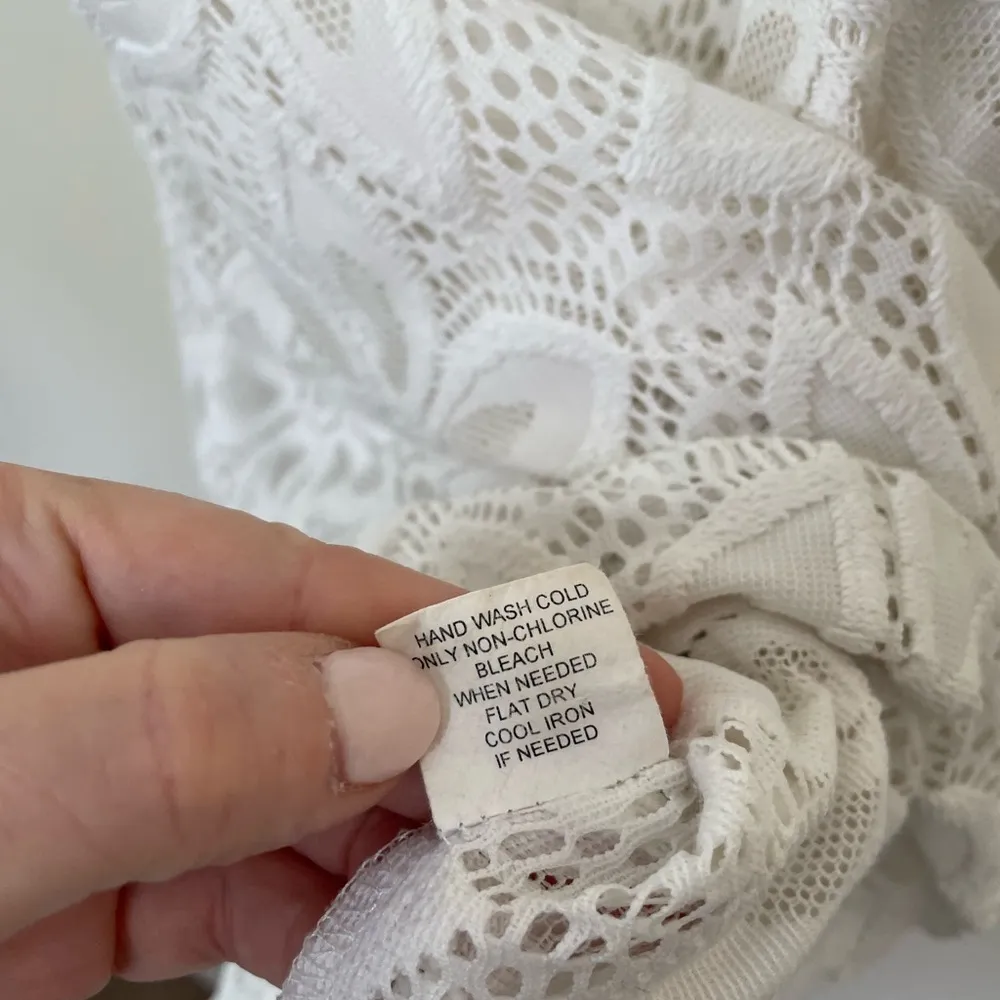 HAND WASH COLD
ONLY NON-CHLORINE
BLEACH
WHEN NEEDED
FLAT DRY
COOL IRON
IF NEEDED